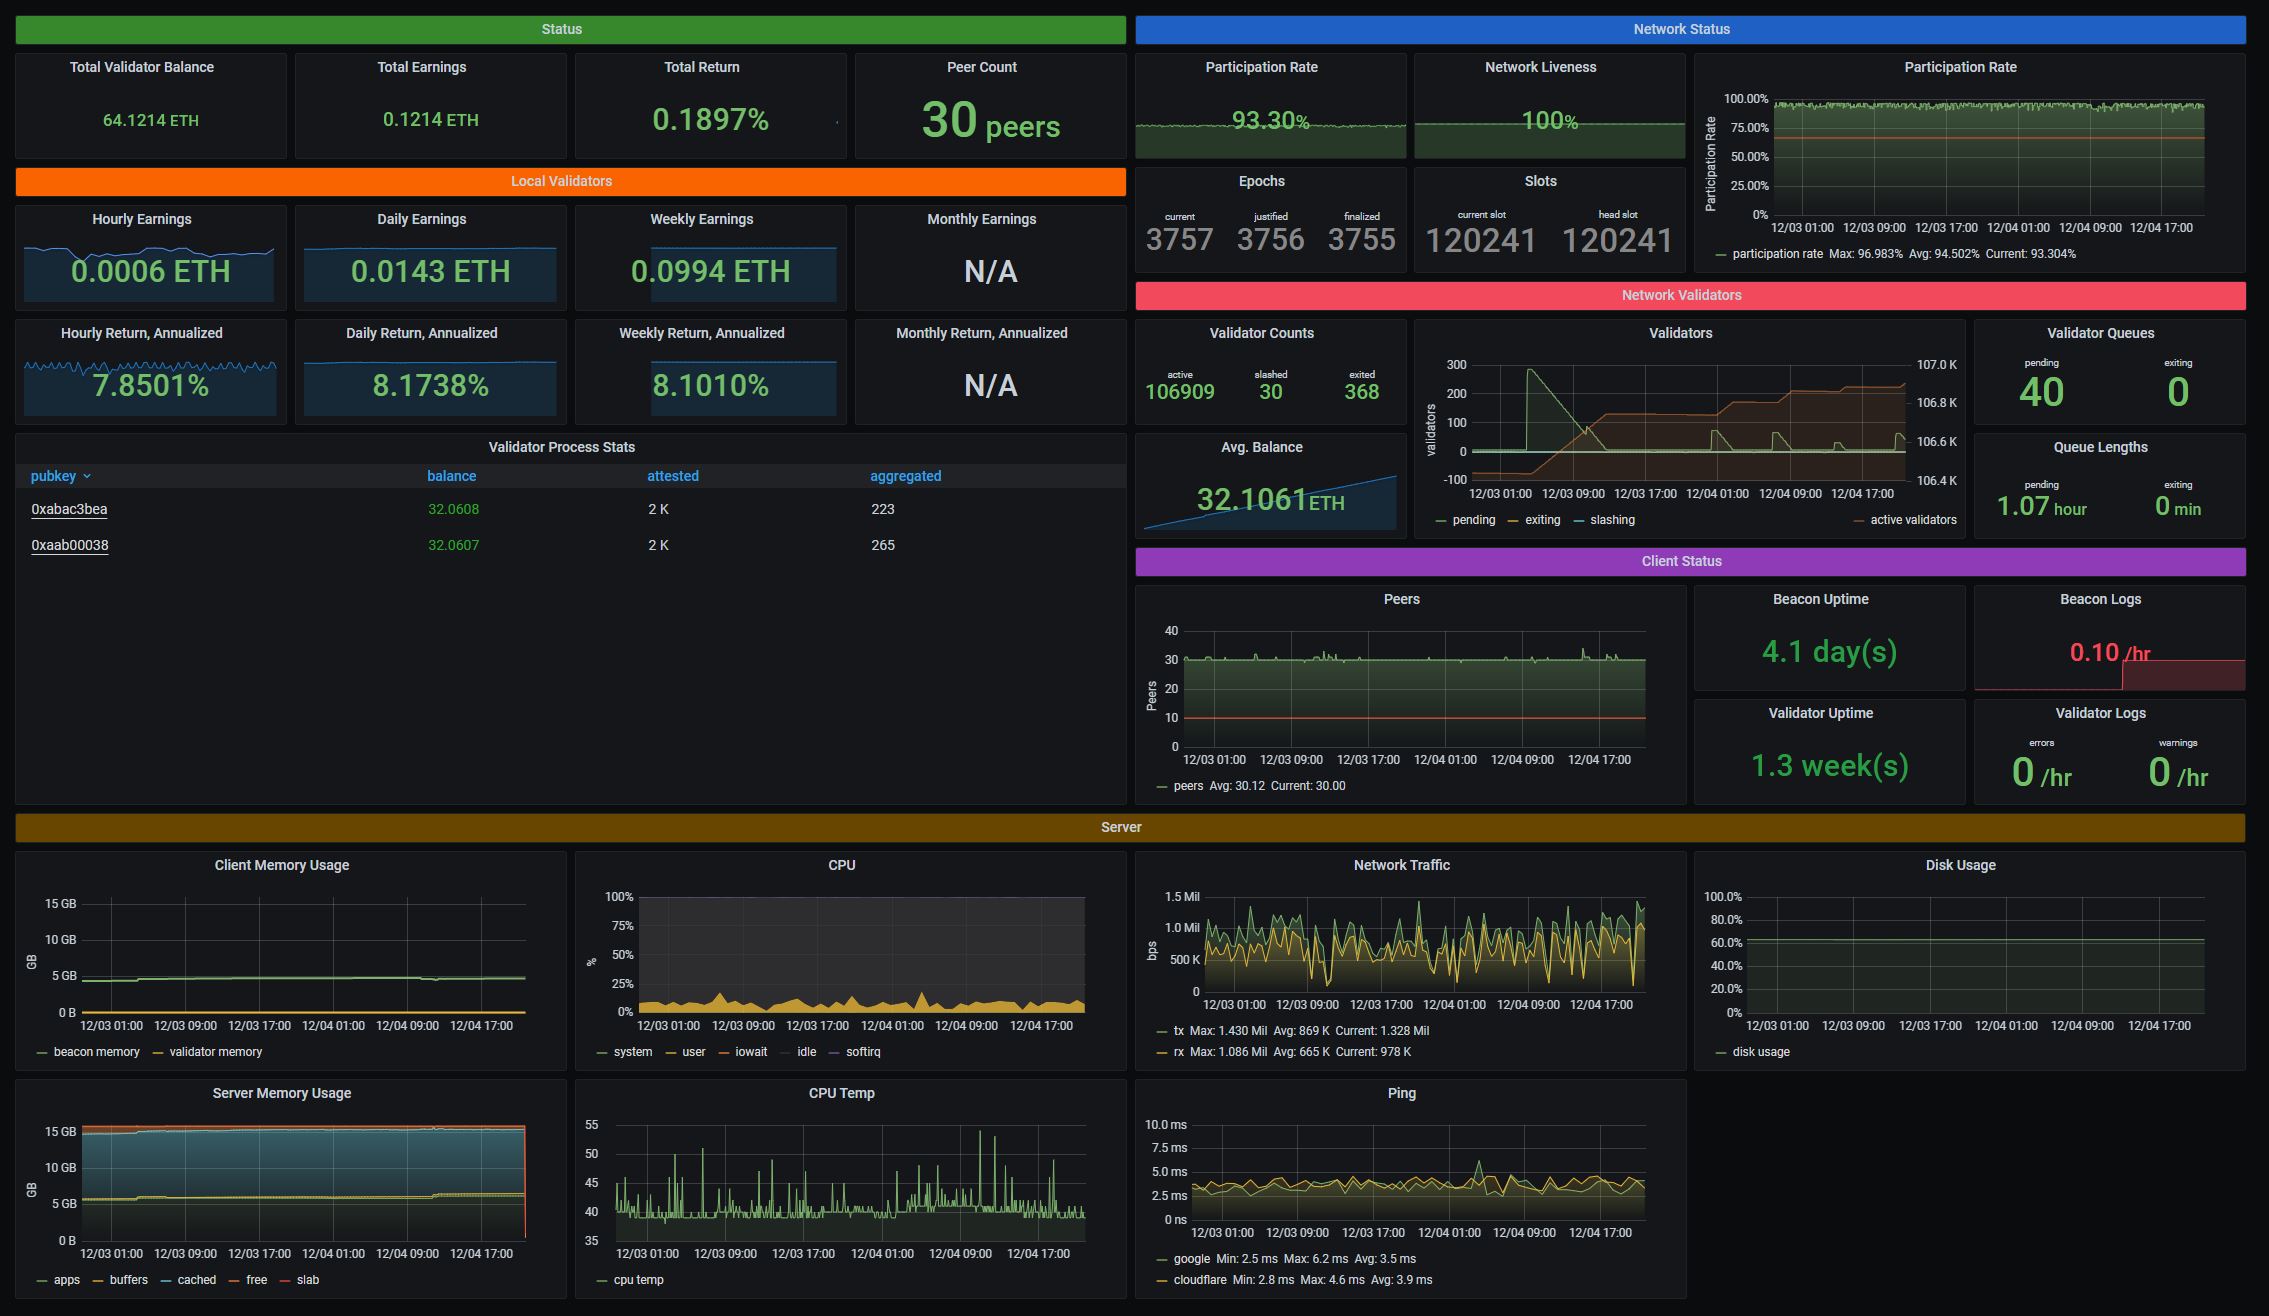 Status
Total Validator Balance
64.1214 ETH
Total Earnings
0.1214 ETH
Total Return
0.1897%
Peer Count
30 peers
Local Validators
Hourly Earnings
0.0006 ETH
Daily Earnings
0.0143 ETH
Weekly Earnings
0.0994 ETH
Monthly Earnings
N/A
Hourly Return, Annualized
7.8501%
Daily Return, Annualized
8.1738%
Weekly Return, Annualized
8.1010%
Monthly Return, Annualized
N/A
Validator Process Stats
pubkey balance attested aggregated
0xabac3bea 32.0608 2 K 223
0xaab00038 32.0607 2 K 265
Network Status
Participation Rate
93.30%
Network Liveness
100%
Epochs
current justified finalized
3757 3756 3755
Slots
current slot head slot
120241 120241
Participation Rate
Participation Rate
100.00%
75.00%
50.00%
25.00%
0%
12/03 01:00 12/03 09:00 12/03 17:00 12/04 01:00 12/04 09:00 12/04 17:00
participation rate Max: 96.983% Avg: 94.502% Current: 93.304%
Network Validators
Validator Counts
active slashed exited
106909 30 368
Avg. Balance
32.1061 ETH
Validators
validators
300
200
100
0
-100
107.0 K
106.8 K
106.6 K
106.4 K
12/03 01:00 12/03 09:00 12/03 17:00 12/04 01:00 12/04 09:00 12/04 17:00
pending exiting slashing active validators
Validator Queues
pending exiting
40 0
Queue Lengths
pending exiting
1.07 hour 0 min
Client Status
Peers
Peers
40
30
20
10
0
12/03 01:00 12/03 09:00 12/03 17:00 12/04 01:00 12/04 09:00 12/04 17:00
peers Avg: 30.12 Current: 30.00
Beacon Uptime
4.1 day(s)
Beacon Logs
0.10 /hr
Validator Uptime
1.3 week(s)
Validator Logs
errors warnings
0 /hr 0 /hr
Server
Client Memory Usage
GB
15 GB
10 GB
5 GB
0 B
12/03 01:00 12/03 09:00 12/03 17:00 12/04 01:00 12/04 09:00 12/04 17:00
beacon memory validator memory
CPU
%
100%
75%
50%
25%
0%
12/03 01:00 12/03 09:00 12/03 17:00 12/04 01:00 12/04 09:00 12/04 17:00
system user iowait idle softirq
Network Traffic
bps
1.5 Mil
1.0 Mil
500 K
0
12/03 01:00 12/03 09:00 12/03 17:00 12/04 01:00 12/04 09:00 12/04 17:00
tx Max: 1.430 Mil Avg: 869 K Current: 1.328 Mil
rx Max: 1.086 Mil Avg: 665 K Current: 978 K
Disk Usage
100.0%
80.0%
60.0%
40.0%
20.0%
0%
12/03 01:00 12/03 09:00 12/03 17:00 12/04 01:00 12/04 09:00 12/04 17:00
disk usage
Server Memory Usage
GB
15 GB
10 GB
5 GB
0 B
12/03 01:00 12/03 09:00 12/03 17:00 12/04 01:00 12/04 09:00 12/04 17:00
apps buffers cached free slab
CPU Temp
55
50
45
40
35
12/03 01:00 12/03 09:00 12/03 17:00 12/04 01:00 12/04 09:00 12/04 17:00
cpu temp
Ping
10.0 ms
7.5 ms
5.0 ms
2.5 ms
0 ns
12/03 01:00 12/03 09:00 12/03 17:00 12/04 01:00 12/04 09:00 12/04 17:00
google Min: 2.5 ms Max: 6.2 ms Avg: 3.5 ms
cloudflare Min: 2.8 ms Max: 4.6 ms Avg: 3.9 ms